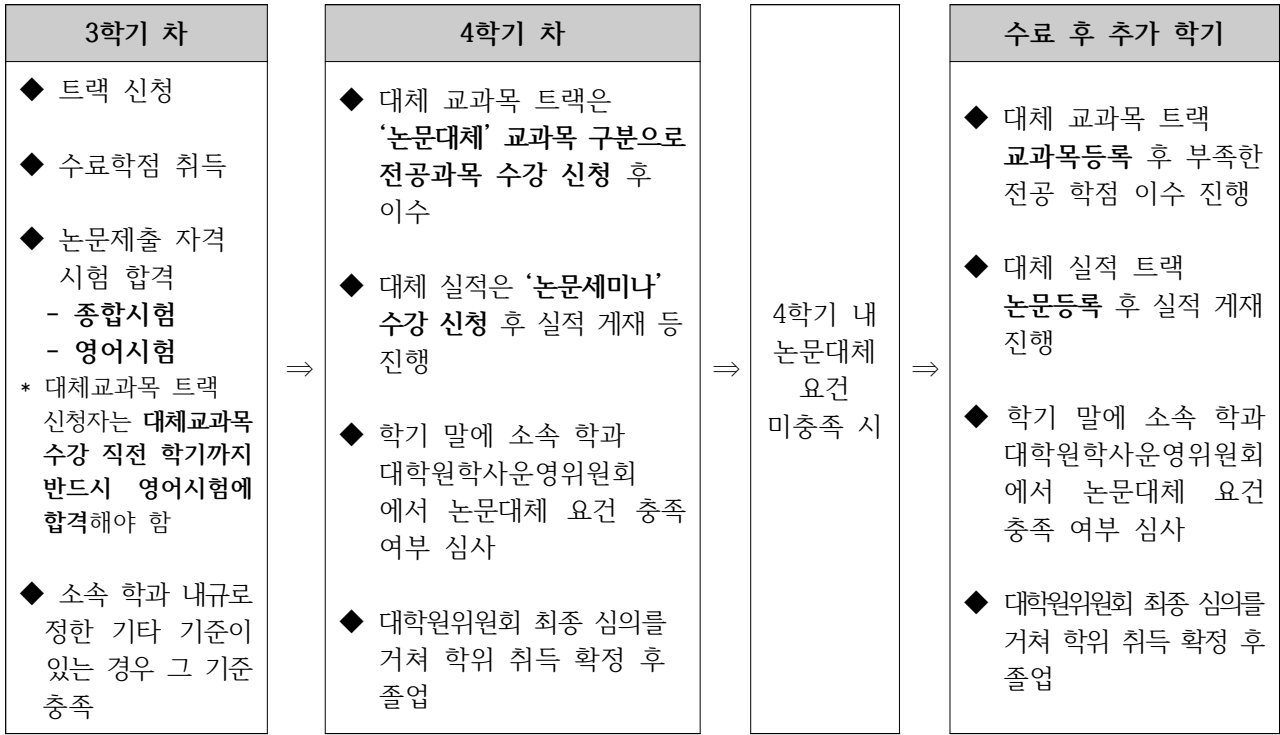 3학기 차
◆ 트랙 신청
◆ 수료학점 취득
◆ 논문제출 자격
시험 합격
- 종합시험
- 영어시험
* 대체교과목 트랙
신청자는 대체교과목
수강 직전 학기까지
반드시 영어시험에
합격해야 함
◆ 소속 학과 내규로
정한 기타 기준이
있는 경우 그 기준
충족
⇒
4학기 차
◆ 대체 교과목 트랙은
‘논문대체’ 교과목 구분으로
전공과목 수강 신청 후
이수
◆ 대체 실적은 ‘논문세미나’
수강 신청 후 실적 게재 등
진행
◆ 학기 말에 소속 학과
대학원학사운영위원회
에서 논문대체 요건 충족
여부 심사
◆ 대학원위원회 최종 심의를
거쳐 학위 취득 확정 후
졸업
⇒
4학기 내
논문대체
요건
미충족 시
⇒
수료 후 추가 학기
◆ 대체 교과목 트랙
교과목등록 후 부족한
전공 학점 이수 진행
◆ 대체 실적 트랙
논문등록 후 실적 게재
진행
◆ 학기 말에 소속 학과
대학원학사운영위원회
에서 논문대체 요건
충족 여부 심사
◆ 대학원위원회 최종 심의를
거쳐 학위 취득 확정 후
졸업